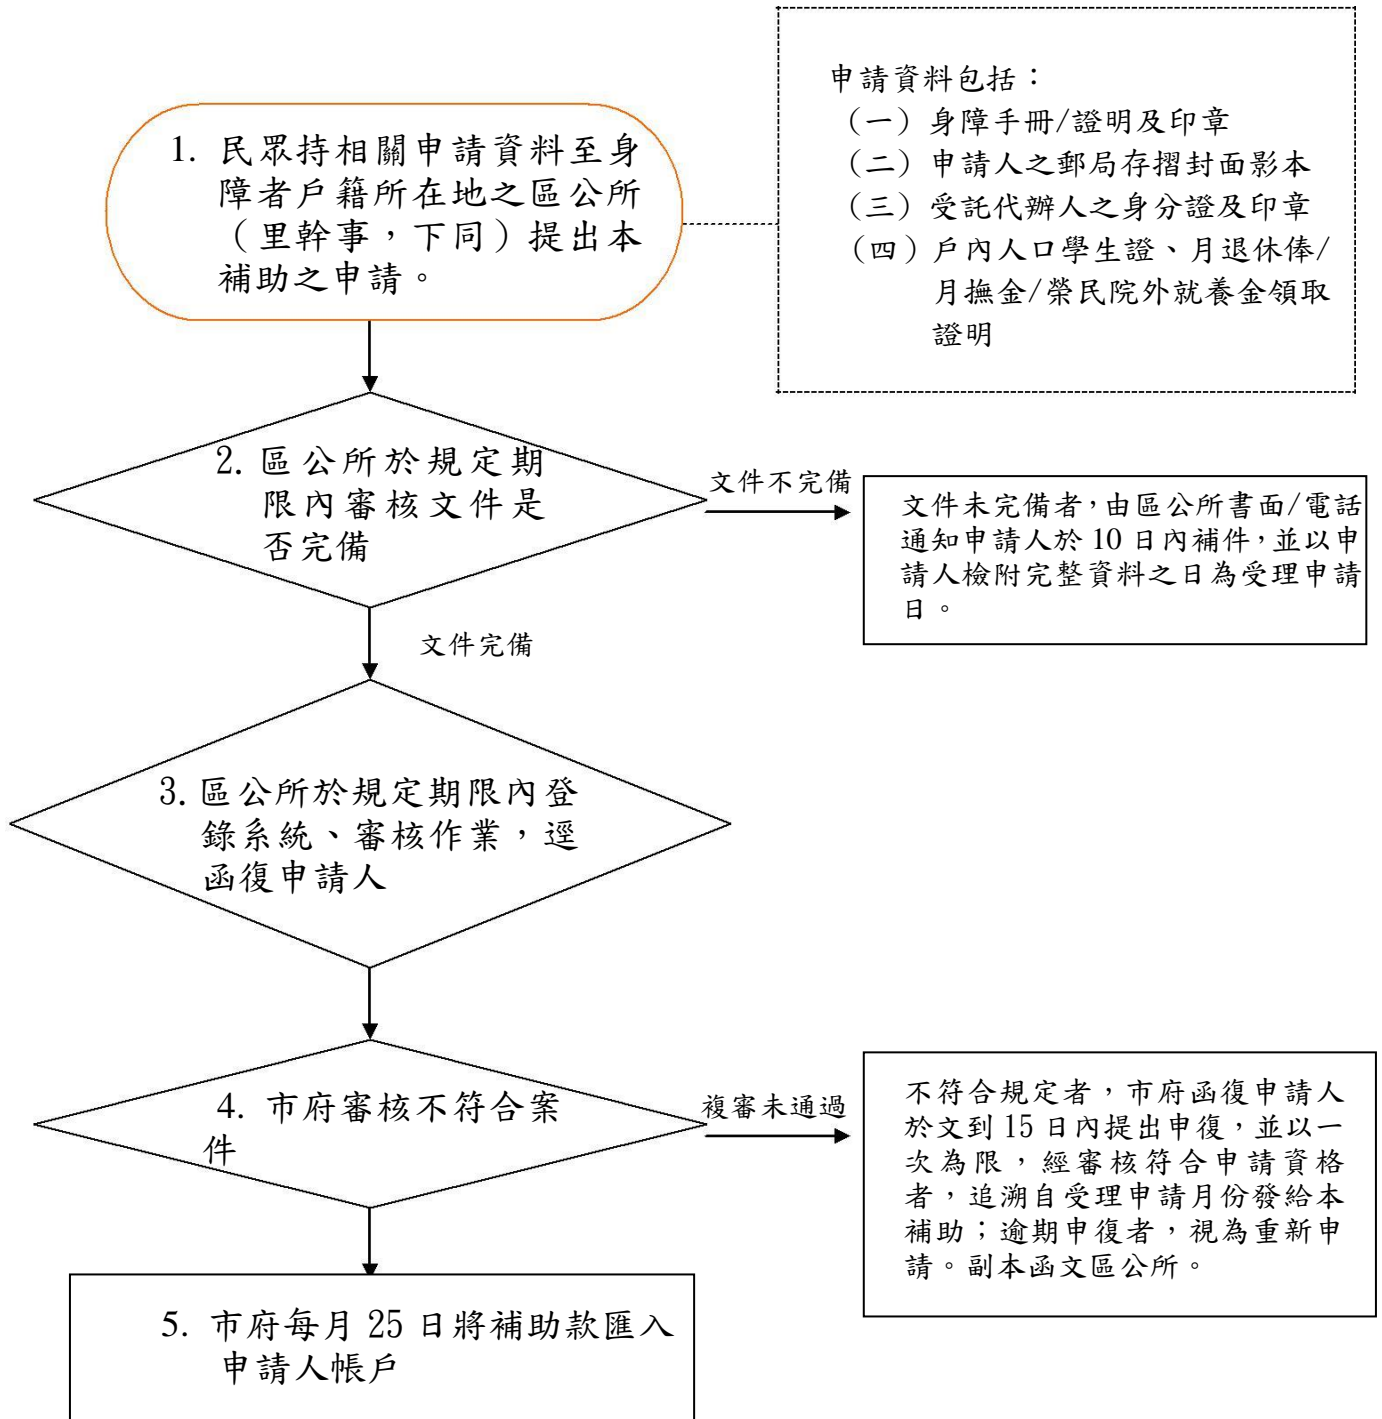 申請資料包括：
（一）身障手冊/證明及印章
（二）申請人之郵局存摺封面影本
（三）受託代辦人之身分證及印章
（四）戶內人口學生證、月退休俸/
月撫金/榮民院外就養金領取
證明
1. 民眾持相關申請資料至身
障者戶籍所在地之區公所
（里幹事，下同）提出本
補助之申請。
2. 區公所於規定期
限內審核文件是
否完備
文件不完備
文件未完備者，由區公所書面/電話
通知申請人於 10 日內補件，並以申
請人檢附完整資料之日為受理申請
日。
文件完備
3. 區公所於規定期限內登
錄系統、審核作業，逕
函復申請人
4. 市府審核不符合案
件
複審未通過
不符合規定者，市府函復申請人
於文到 15 日內提出申復，並以一
次為限，經審核符合申請資格
者，追溯自受理申請月份發給本
補助；逾期申復者，視為重新申
請。副本函文區公所。
5. 市府每月 25 日將補助款匯入
申請人帳戶